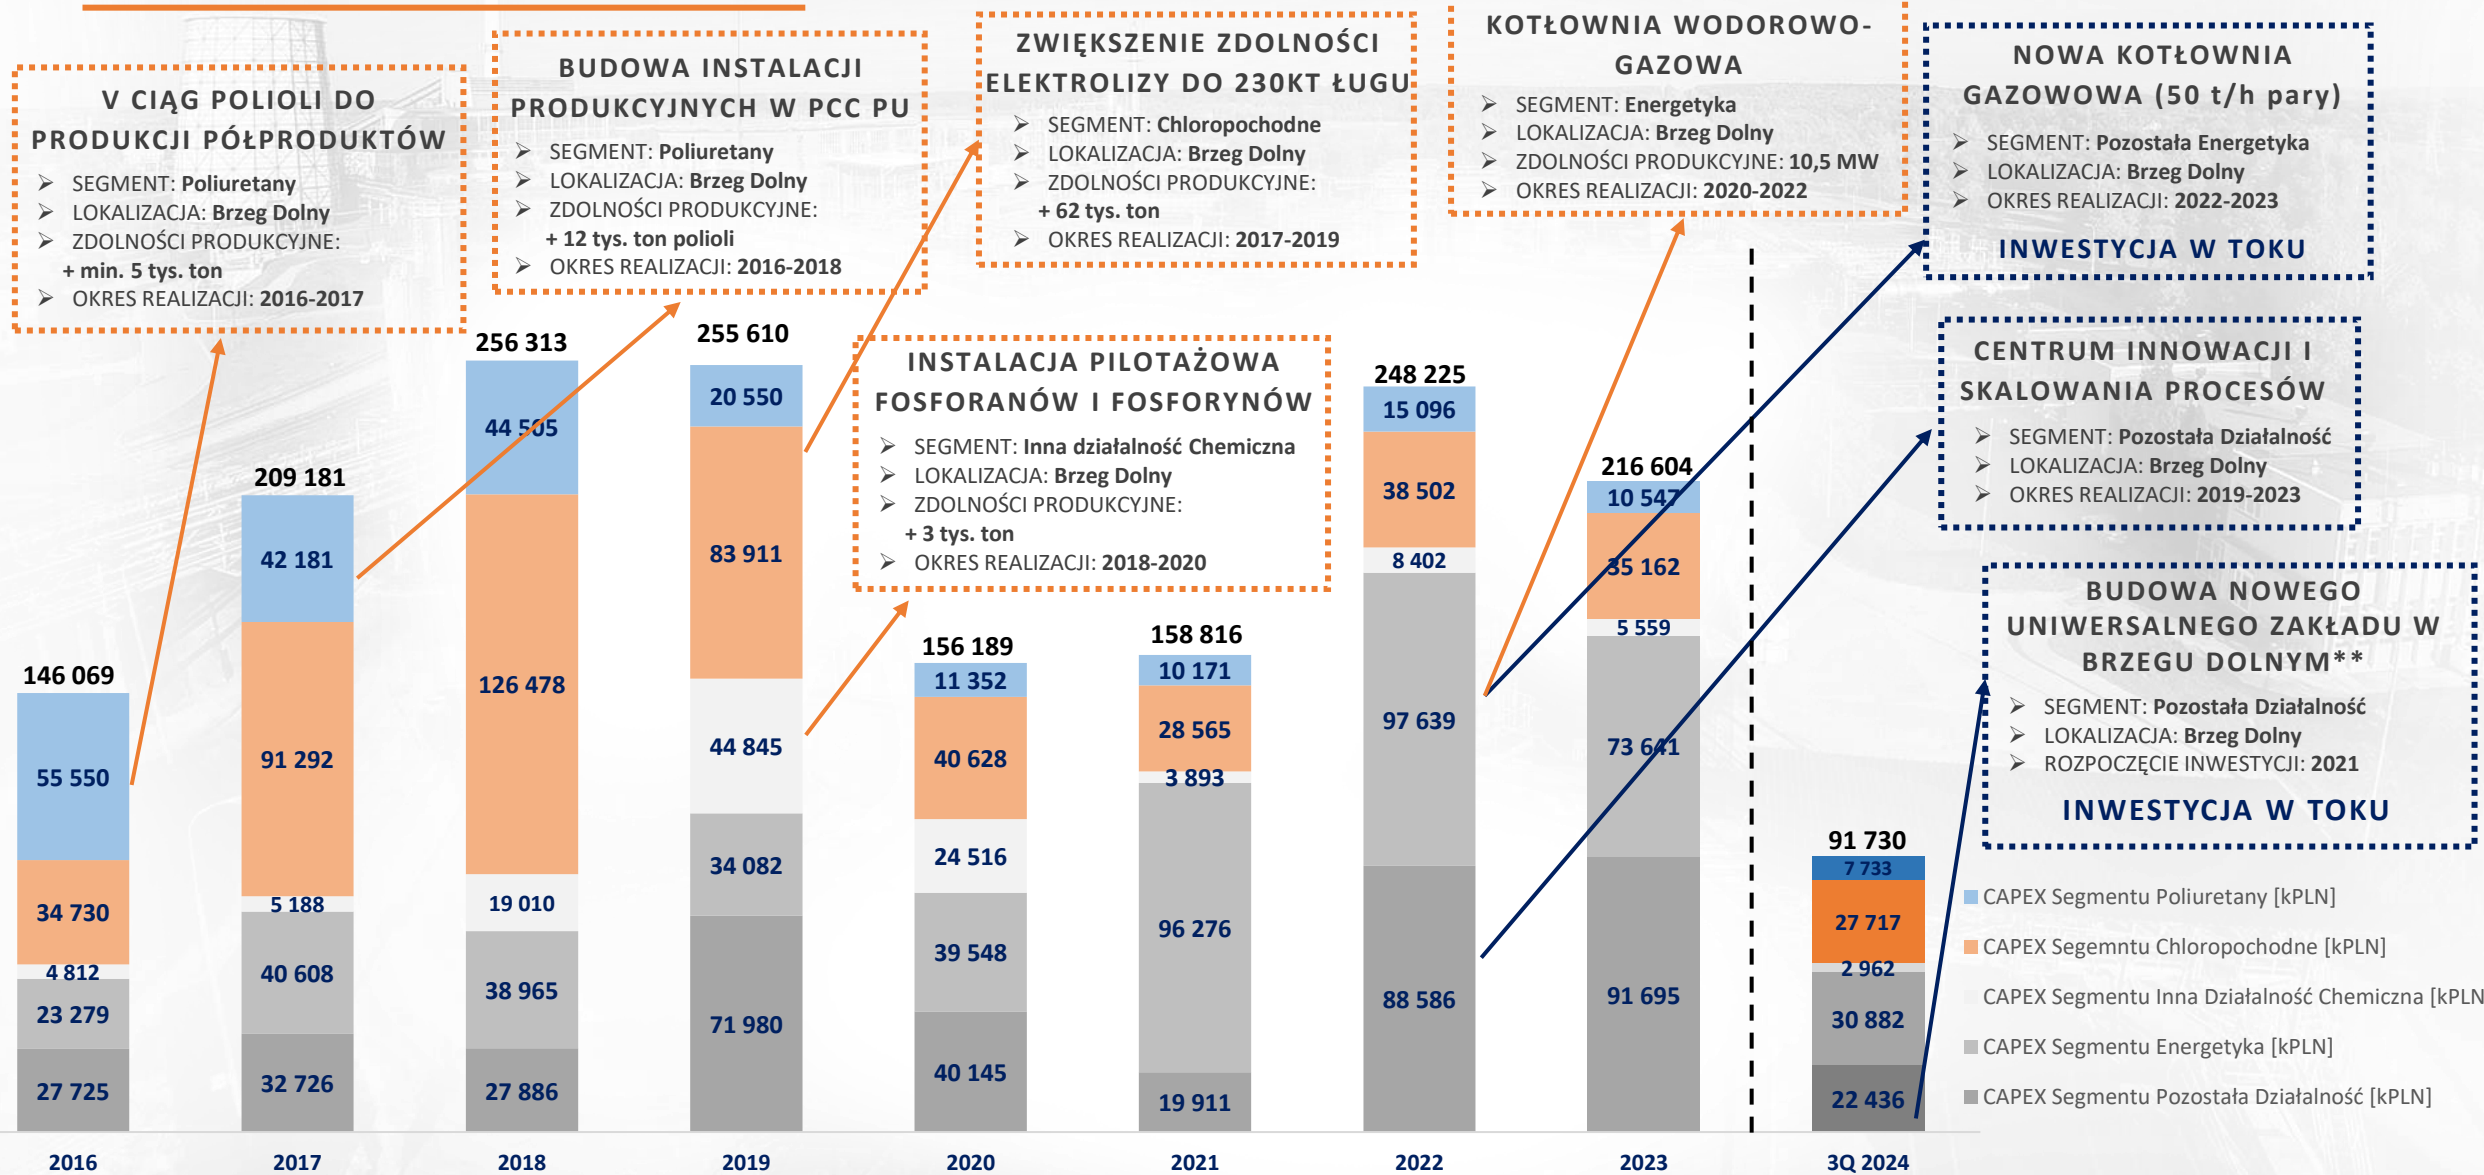 V CIĄG POLIOLI DO
PRODUKCJI PÓŁPRODUKTÓW
➢ SEGMENT: Poliuretany
➢ LOKALIZACJA: Brzeg Dolny
➢ ZDOLNOŚCI PRODUKCYJNE:
+ min. 5 tys. ton
➢ OKRES REALIZACJI: 2016-2017
BUDOWA INSTALACJI
PRODUKCYJNYCH W PCC PU
➢ SEGMENT: Poliuretany
➢ LOKALIZACJA: Brzeg Dolny
➢ ZDOLNOŚCI PRODUKCYJNE:
+ 12 tys. ton polioli
➢ OKRES REALIZACJI: 2016-2018
ZWIĘKSZENIE ZDOLNOŚCI
ELEKTROLIZY DO 230KT ŁUGU
➢ SEGMENT: Chloropochodne
➢ LOKALIZACJA: Brzeg Dolny
➢ ZDOLNOŚCI PRODUKCYJNE:
+ 62 tys. ton
➢ OKRES REALIZACJI: 2017-2019
KOTŁOWNIA WODOROWO-
GAZOWA
➢ SEGMENT: Energetyka
➢ LOKALIZACJA: Brzeg Dolny
➢ ZDOLNOŚCI PRODUKCYJNE: 10,5 MW
➢ OKRES REALIZACJI: 2020-2022
NOWA KOTŁOWNIA
GAZOWOWA (50 t/h pary)
➢ SEGMENT: Pozostała Energetyka
➢ LOKALIZACJA: Brzeg Dolny
➢ OKRES REALIZACJI: 2022-2023
INWESTYCJA W TOKU
INSTALACJA PILOTAŻOWA
FOSFORANÓW I FOSFORYNÓW
➢ SEGMENT: Inna działalność Chemiczna
➢ LOKALIZACJA: Brzeg Dolny
➢ ZDOLNOŚCI PRODUKCYJNE:
+ 3 tys. ton
➢ OKRES REALIZACJI: 2018-2020
CENTRUM INNOWACJI I
SKALOWANIA PROCESÓW
➢ SEGMENT: Pozostała Działalność
➢ LOKALIZACJA: Brzeg Dolny
➢ OKRES REALIZACJI: 2019-2023
BUDOWA NOWEGO
UNIWERSALNEGO ZAKŁADU W
BRZEGU DOLNYM**
➢ SEGMENT: Pozostała Działalność
➢ LOKALIZACJA: Brzeg Dolny
➢ ROZPOCZĘCIE INWESTYCJI: 2021
INWESTYCJA W TOKU
146 069
55 550
34 730
4 812
23 279
27 725
2016
209 181
42 181
91 292
5 188
40 608
32 726
2017
256 313
44 505
126 478
19 010
38 965
27 886
2018
255 610
20 550
83 911
44 845
34 082
71 980
2019
156 189
11 352
40 628
24 516
39 548
40 145
2020
158 816
10 171
28 565
3 893
96 276
19 911
2021
248 225
15 096
38 502
8 402
97 639
88 586
2022
216 604
10 547
35 162
5 559
73 641
91 695
2023
91 730
7 733
27 717
2 962
30 882
22 436
3Q 2024
CAPEX Segmentu Poliuretany [kPLN]
CAPEX Segemntu Chloropochodne [kPLN]
CAPEX Segmentu Inna Działalność Chemiczna [kPLN
CAPEX Segmentu Energetyka [kPLN]
CAPEX Segmentu Pozostała Działalność [kPLN]